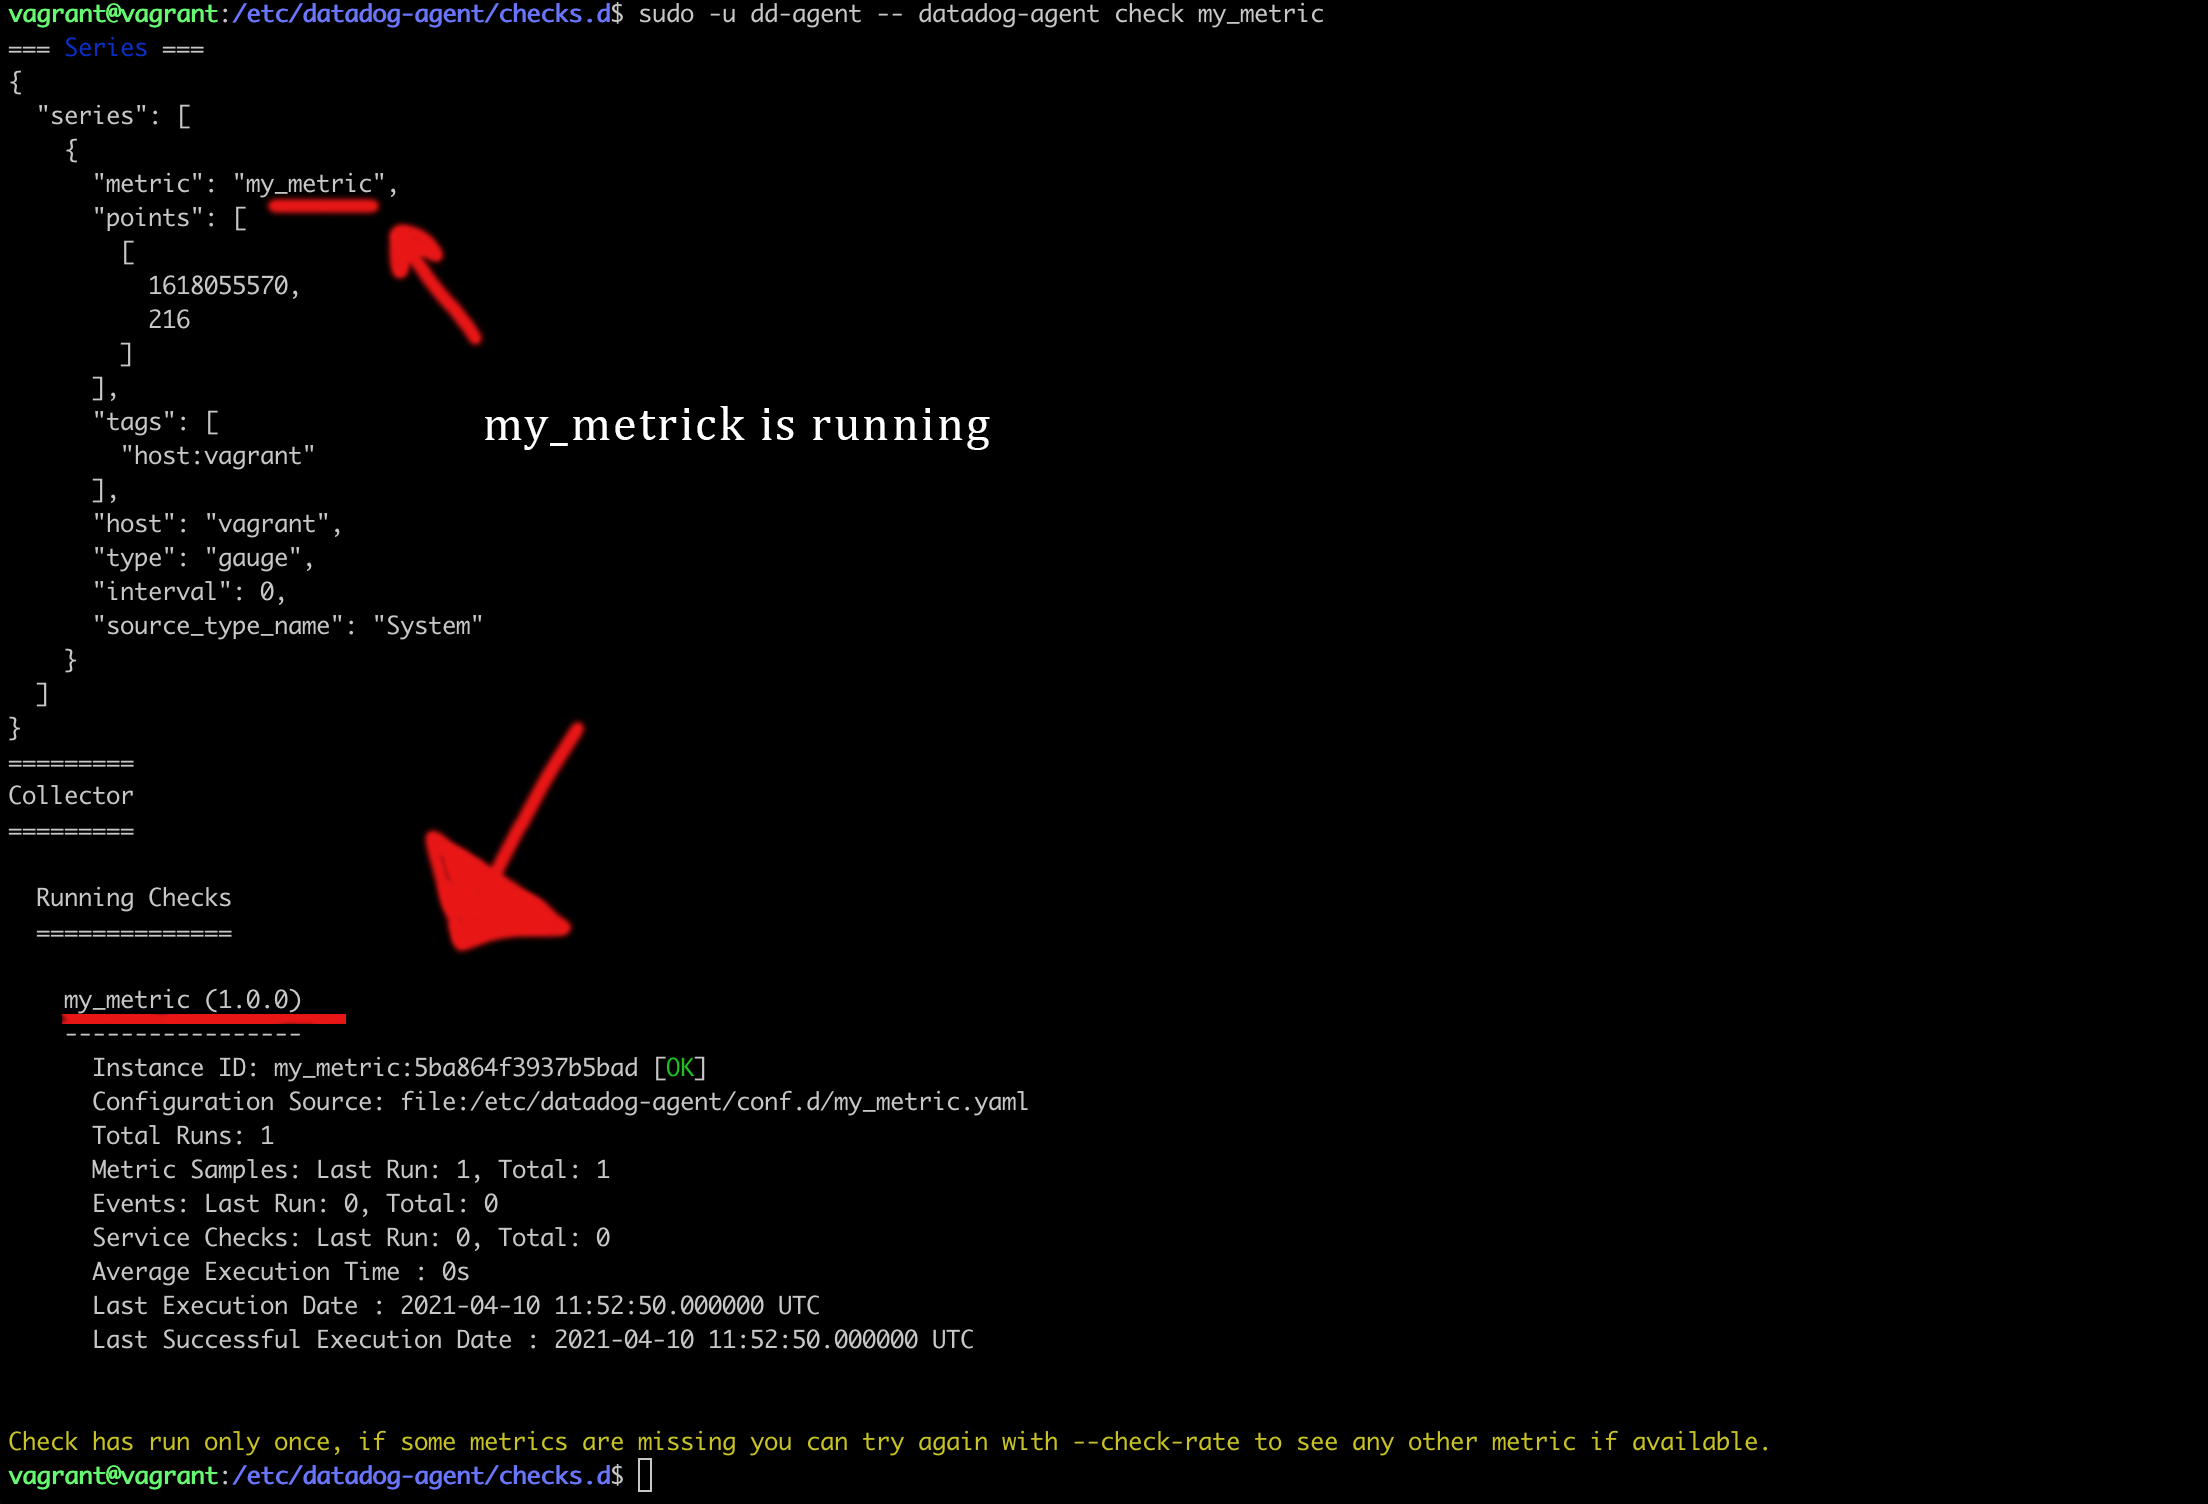 vagrant@vagrant:/etc/datadog-agent/checks.d$ sudo -u dd-agent -- datadog-agent check my_metric
=== Series ===
{
  "series": [
    {
      "metric": "my_metric",
      "points": [
        [
          1618055570,
          216
        ]
      ],
      "tags": [
my_metrick is running
        "host:vagrant"
      ],
      "host": "vagrant",
      "type": "gauge",
      "interval": 0,
      "source_type_name": "System"
    }
  ]
}
=========
Collector
=========
  Running Checks
  ==============
    my_metric (1.0.0)
    -----------------
      Instance ID: my_metric:5ba864f3937b5bad [OK]
      Configuration Source: file:/etc/datadog-agent/conf.d/my_metric.yaml
      Total Runs: 1
      Metric Samples: Last Run: 1, Total: 1
      Events: Last Run: 0, Total: 0
      Service Checks: Last Run: 0, Total: 0
      Average Execution Time : 0s
      Last Execution Date : 2021-04-10 11:52:50.000000 UTC
      Last Successful Execution Date : 2021-04-10 11:52:50.000000 UTC
Check has run only once, if some metrics are missing you can try again with --check-rate to see any other metric if available.
vagrant@vagrant:/etc/datadog-agent/checks.d$